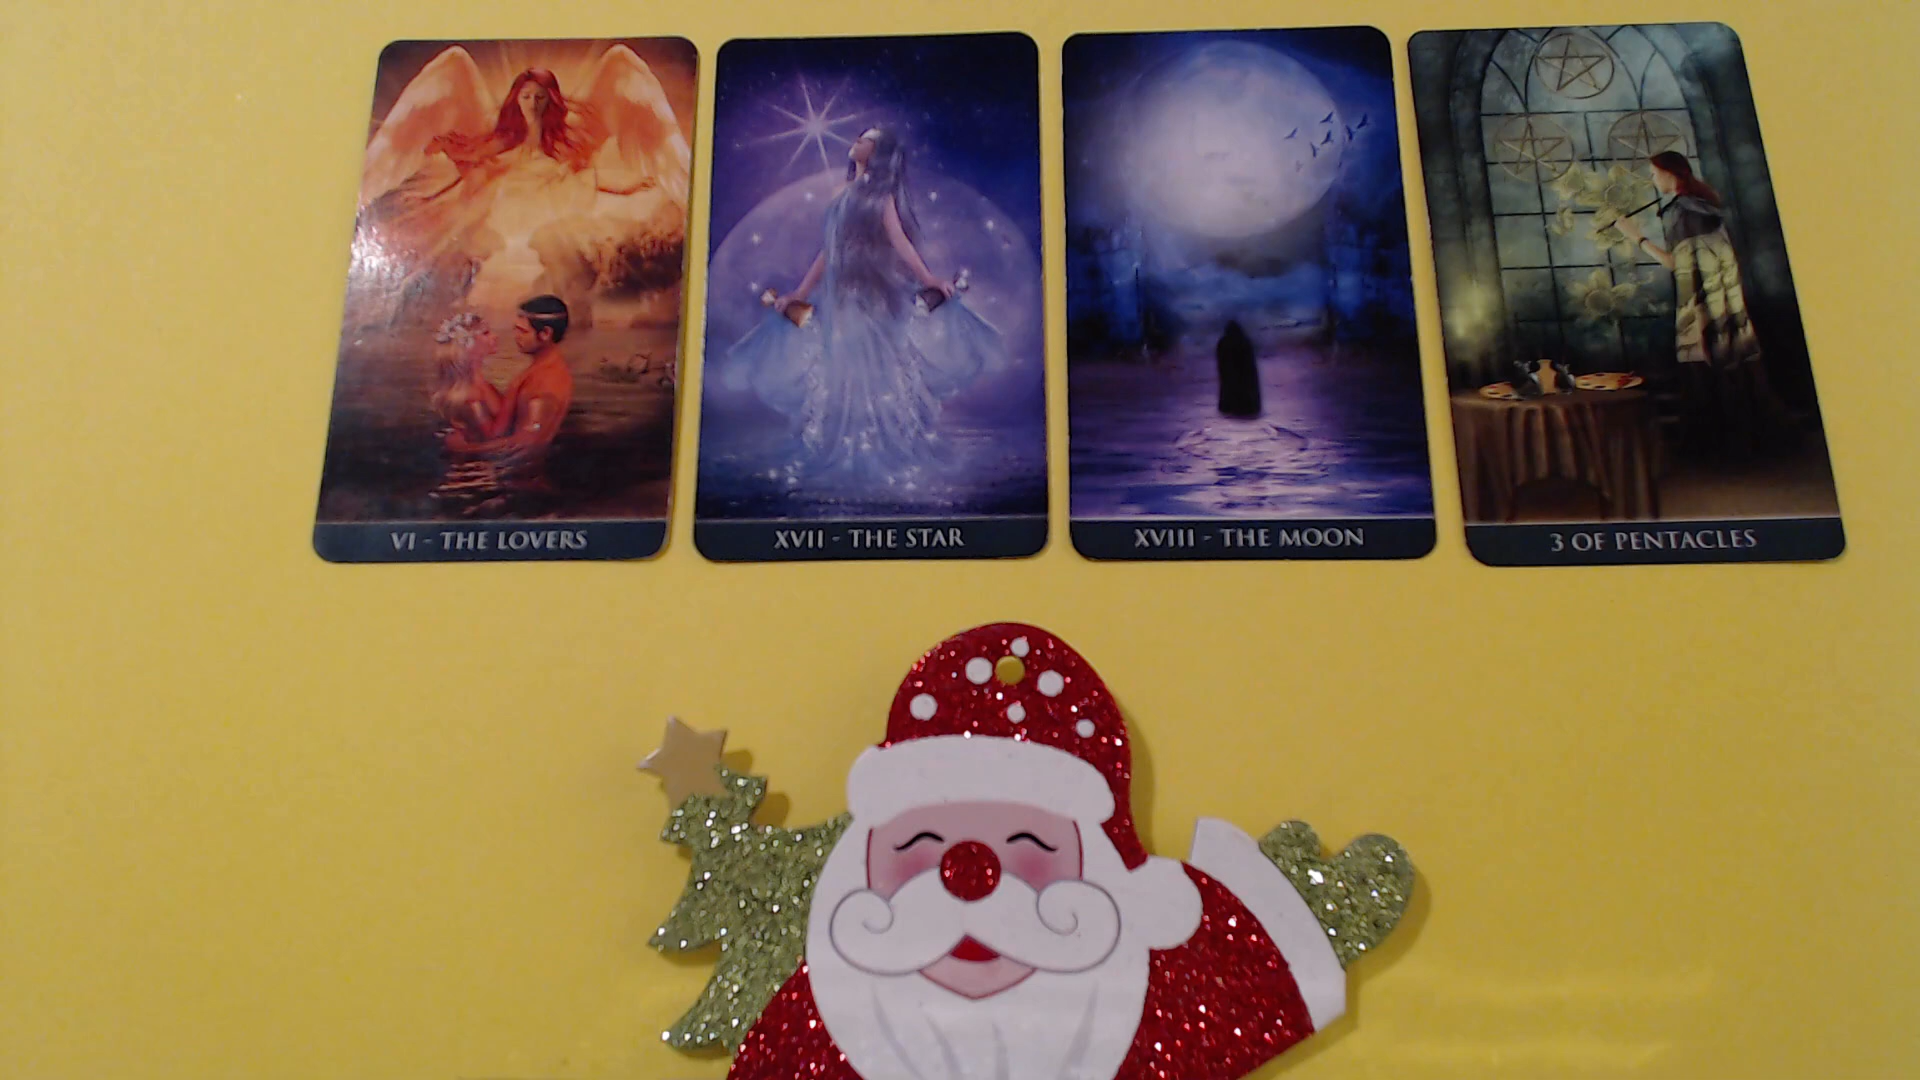 VI - THE LOVERS
XVII - THE STAR
XVIII - THE MOON
3 OF PENTACLES